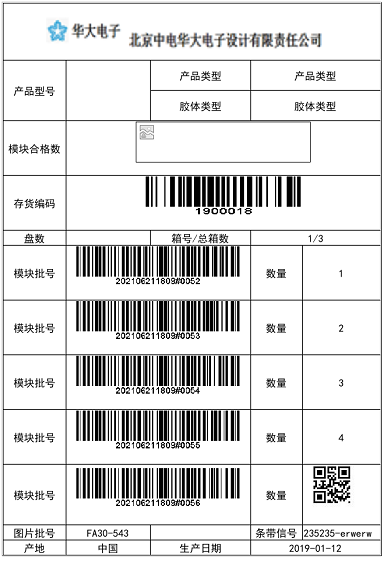 华大电子 北京中电华大电子设计有限责任公司
产品型号 产品类型 产品类型
胶体类型 胶体类型
模块合格数
存货编码 1900018
盘数 箱号/总箱数 1/3
模块批号 202106211809#0052 数量 1
模块批号 202106211809#0053 数量 2
模块批号 202106211809#0054 数量 3
模块批号 202106211809#0055 数量 4
模块批号 202106211809#0056 数量
图片批号 FA30-543 条带信号 235235-erwerw
产地 中国 生产日期 2019-01-12